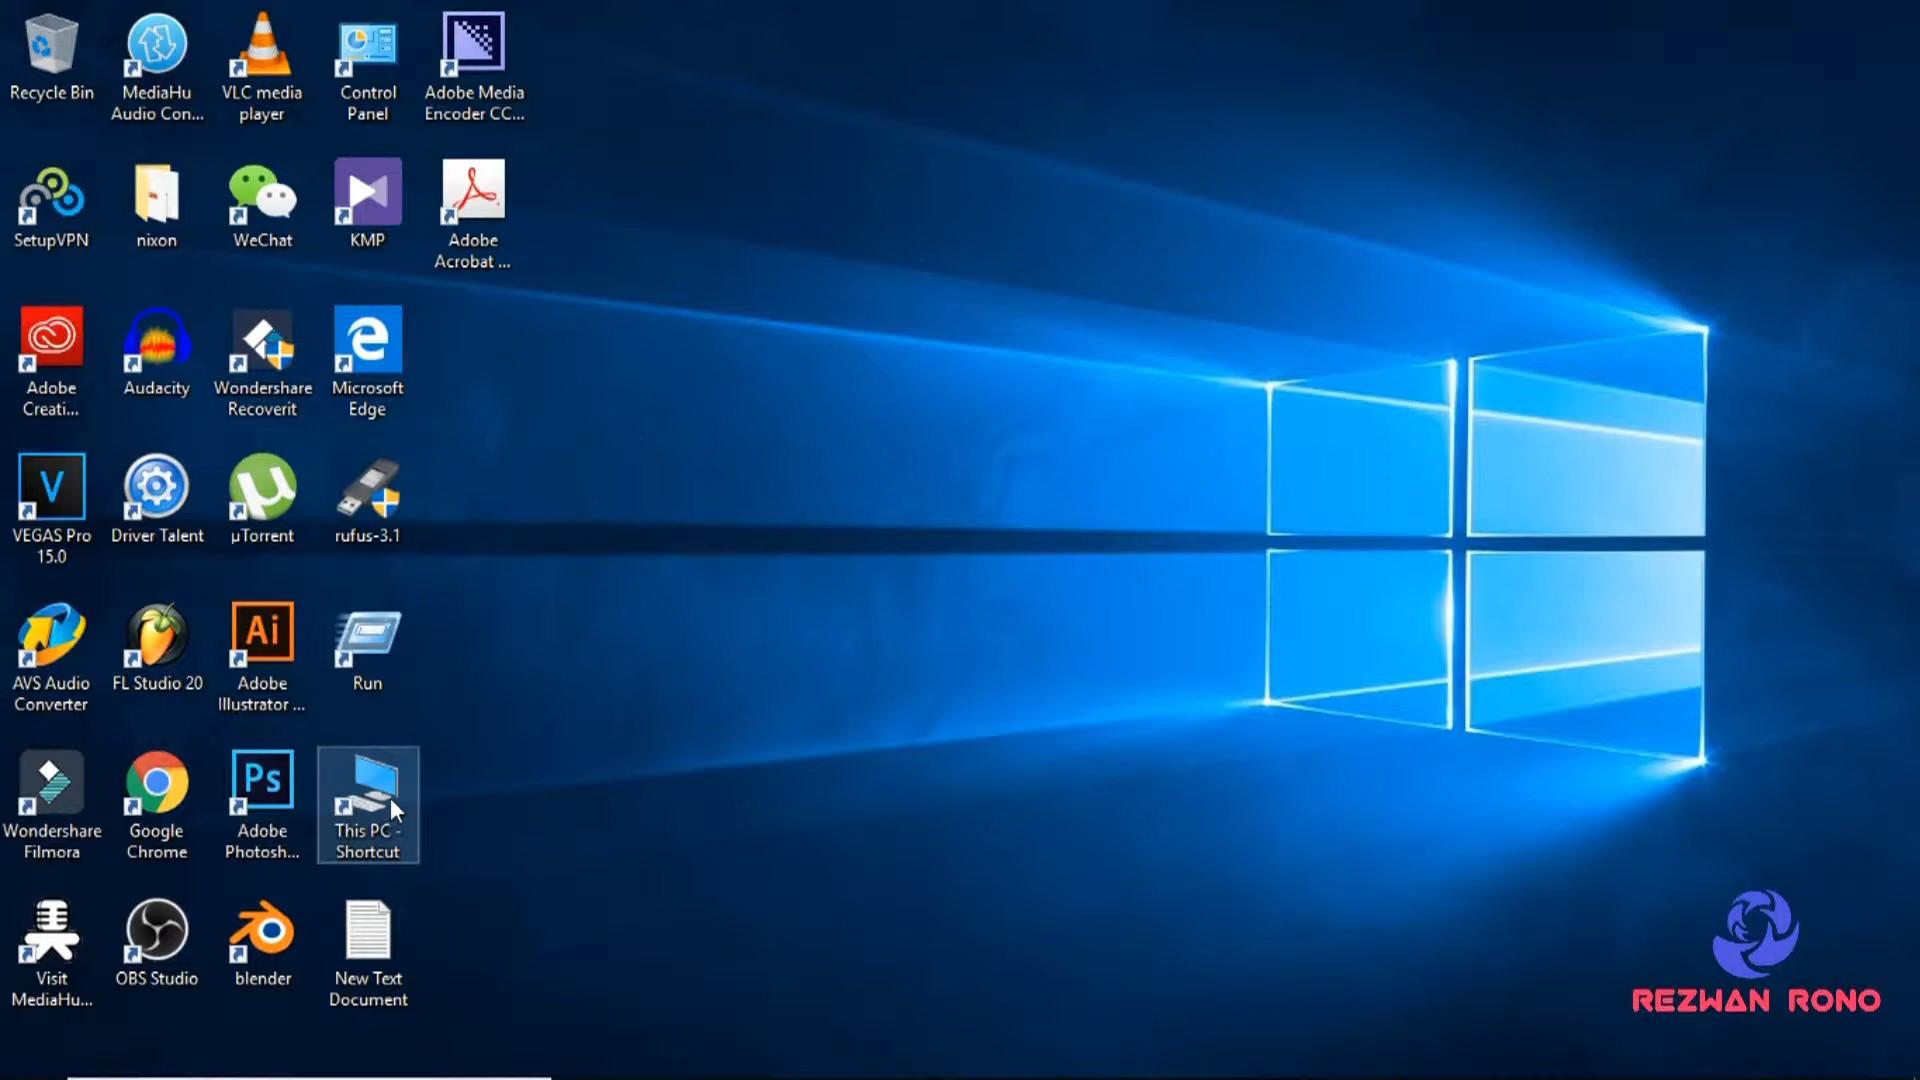 Recycle Bin
MediaHu
Audio Con...
VLC media
player
Control
Panel
Adobe Media
Encoder CC...
SetupVPN
nixon
WeChat
KMP
Adobe
Acrobat ...
Adobe
Creati...
Audacity
Wondershare
Recoverit
Microsoft
Edge
V
VEGAS Pro
15.0
Driver Talent
µTorrent
rufus-3.1
AVS Audio
Converter
FL Studio 20
Ai
Adobe
Illustrator ...
Run
Wondershare
Filmora
Google
Chrome
Ps
Adobe
Photosh...
This PC -
Shortcut
Visit
MediaHu...
OBS Studio
blender
New Text
Document
REZWAN RONO